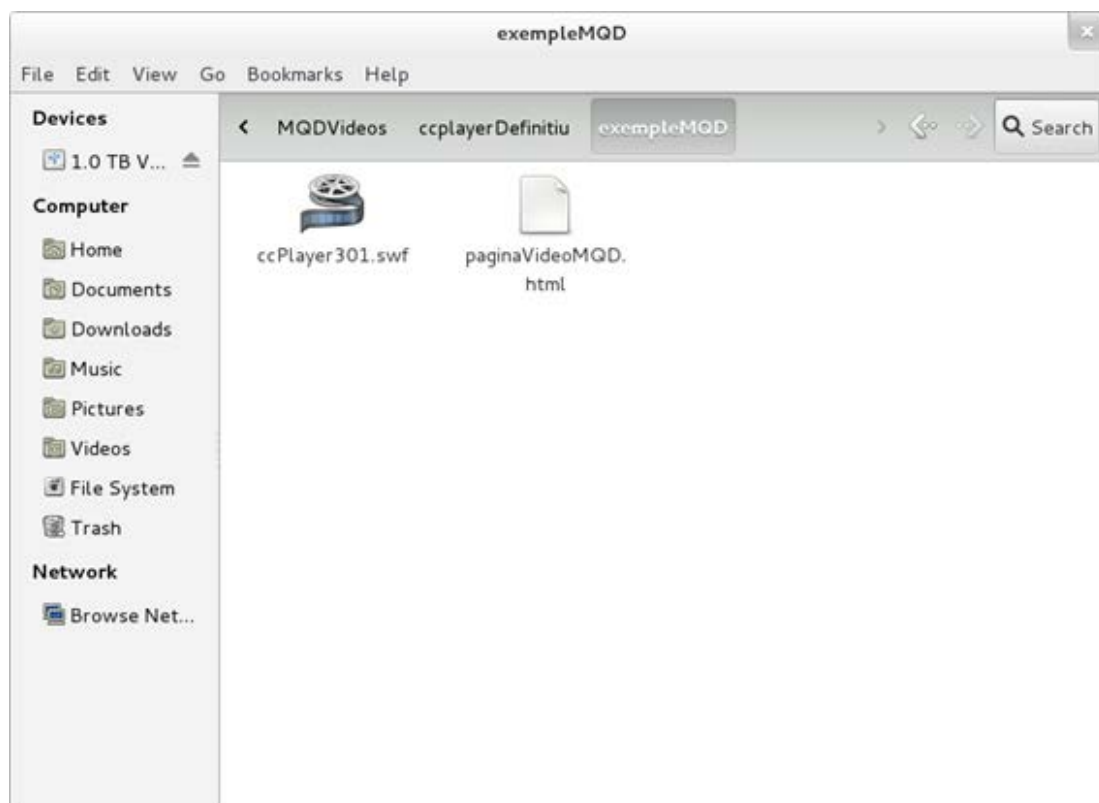 exempleMQD
File Edit View Go Bookmarks Help
Devices
1.0 TB V...
Computer
Home
Documents
Downloads
Music
Pictures
Videos
File System
Trash
Network
Browse Net...
MQDVideos ccplayerDefinitiu exempleMQD Search
ccPlayer301.swf
paginaVideoMQD.
html